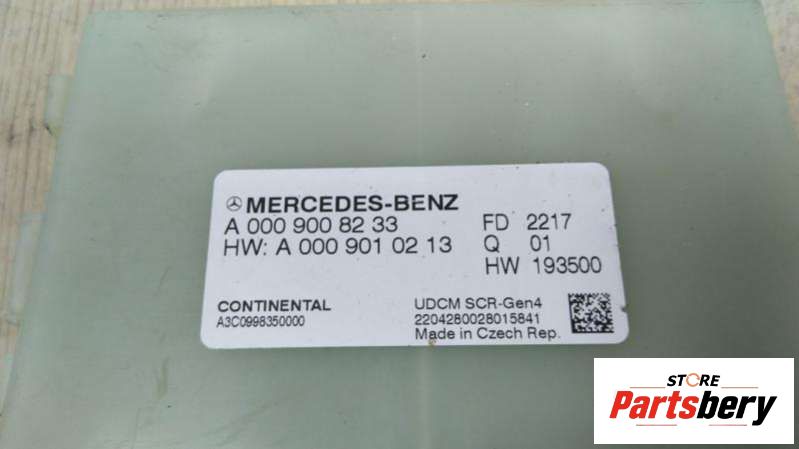 MERCEDES-BENZ
A 000 900 82 33
HW: A 000 901 02 13
FD 2217
Q 01
HW 193500
CONTINENTAL
A3C0998350000
UDCM SCR-Gen4
2204280028015841
Made in Czech Rep.
STORE
Partsbery